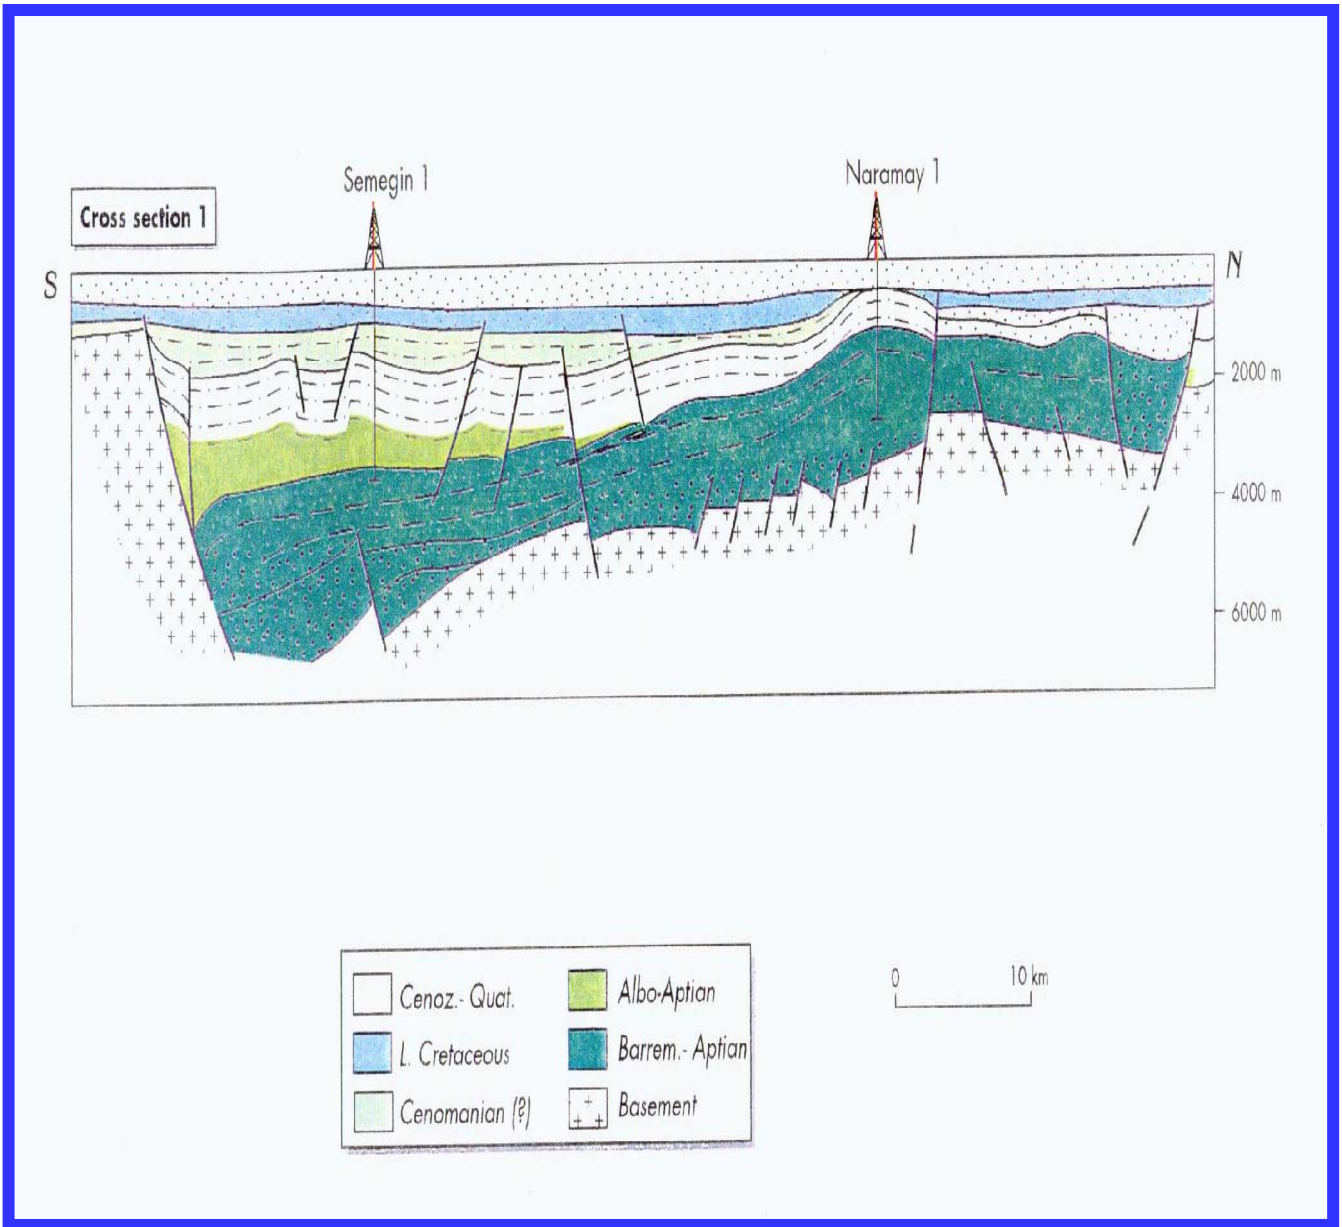 Semegin 1
Naramay 1
Cross section 1
S
N
2000 m
4000 m
6000 m
Cenoz.- Quat.
L. Cretaceous
Cenomanian (?)
Albo-Aptian
Barrem.- Aptian
Basement
0
10 km